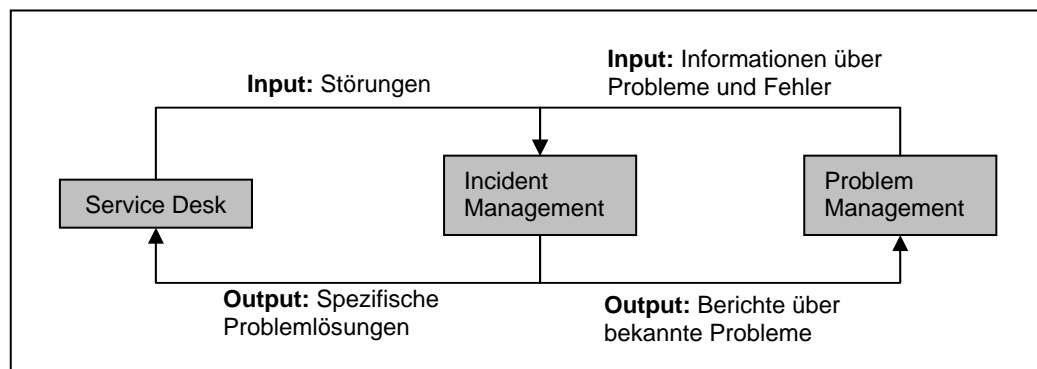 Input: Störungen
Input: Informationen über
Probleme und Fehler
Service Desk
Incident
Management
Problem
Management
Output: Spezifische
Problemlösungen
Output: Berichte über
bekannte Probleme